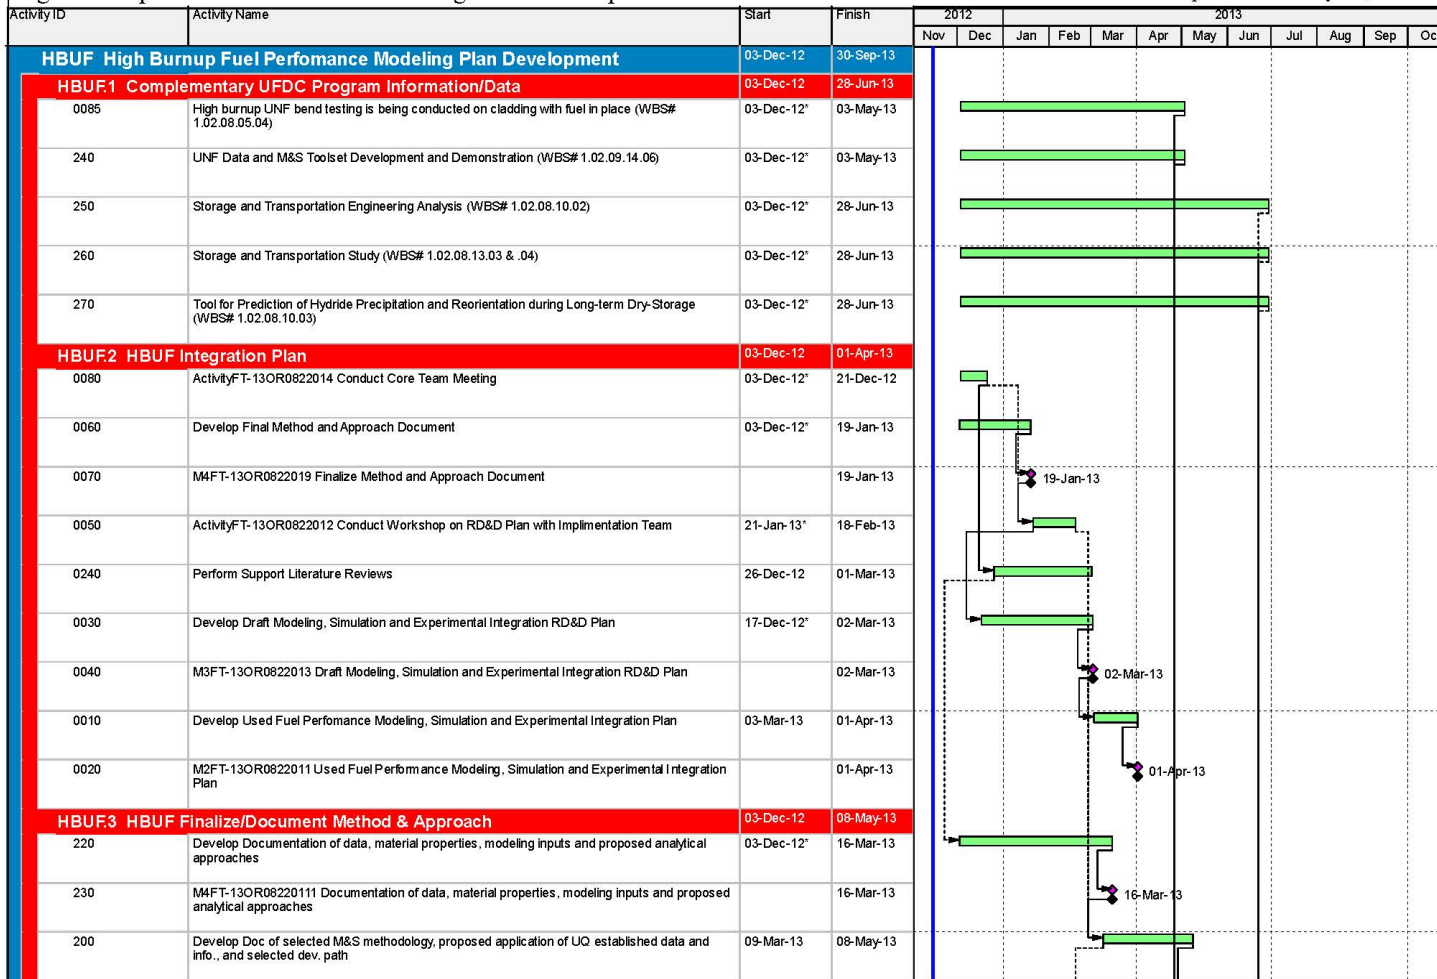 Activity ID Activity Name Start Finish 2012 2013
Nov Dec Jan Feb Mar Apr May Jun Jul Aug Sep Oc
HBUF High Burnup Fuel Perfomance Modeling Plan Development 03-Dec-12 30-Sep-13
HBUF.1 Complementary UFDC Program Information/Data 03-Dec-12 28-Jun-13
0085 High burnup UNF bend testing is being conducted on cladding with fuel in place (WBS# 03-Dec-12* 03-May-13
1.02.08.05.04)
240 UNF Data and M&S Toolset Development and Demonstration (WBS# 1.02.09.14.06) 03-Dec-12* 03-May-13
250 Storage and Transportation Engineering Analysis (WBS# 1.02.08.10.02) 03-Dec-12* 28-Jun-13
260 Storage and Transportation Study (WBS# 1.02.08.13.03 & .04) 03-Dec-12* 28-Jun-13
270 Tool for Prediction of Hydride Precipitation and Reorientation during Long-term Dry-Storage 03-Dec-12* 28-Jun-13
(WBS# 1.02.08.10.03)
HBUF.2 HBUF Integration Plan 03-Dec-12 01-Apr-13
0080 ActivityFT-13OR0822014 Conduct Core Team Meeting 03-Dec-12* 21-Dec-12
0060 Develop Final Method and Approach Document 03-Dec-12* 19-Jan-13
0070 M4FT-13OR0822019 Finalize Method and Approach Document 19-Jan-13 19-Jan-13
0050 ActivityFT-13OR0822012 Conduct Workshop on RD&D Plan with Implimentation Team 21-Jan-13* 18-Feb-13
0240 Perform Support Literature Reviews 26-Dec-12 01-Mar-13
0030 Develop Draft Modeling, Simulation and Experimental Integration RD&D Plan 17-Dec-12* 02-Mar-13
0040 M3FT-13OR0822013 Draft Modeling, Simulation and Experimental Integration RD&D Plan 02-Mar-13 02-Mar-13
0010 Develop Used Fuel Perfomance Modeling, Simulation and Experimental Integration Plan 03-Mar-13 01-Apr-13
0020 M2FT-13OR0822011 Used Fuel Performance Modeling, Simulation and Experimental Integration 01-Apr-13 01-Apr-13
Plan
HBUF.3 HBUF Finalize/Document Method & Approach 03-Dec-12 08-May-13
220 Develop Documentation of data, material properties, modeling inputs and proposed analytical 03-Dec-12* 16-Mar-13
approaches
230 M4FT-13OR08220111 Documentation of data, material properties, modeling inputs and proposed 16-Mar-13 16-Mar-13
analytical approaches
200 Develop Doc of selected M&S methodology, proposed application of UQ established data and 09-Mar-13 08-May-13
info., and selected dev. path